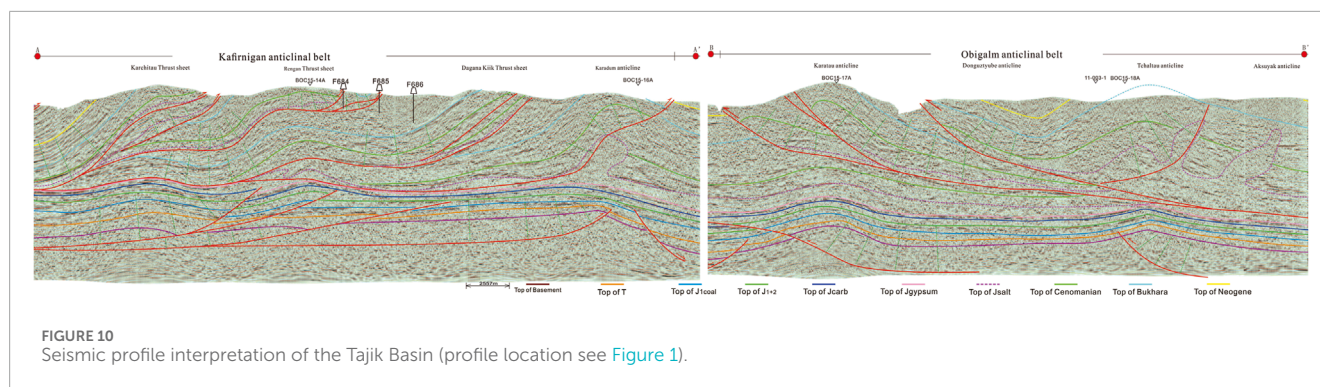 A
A'
B
B'
Kafirnigan anticlinal belt
Obigalm anticlinal belt
Karchitau Thrust sheet
Rengan Thrust sheet
Dagana Kiik Thrust sheet
Karadum anticline
Karatau anticline
Donguztyube anticline
Tchaltau anticline
Aksuyak anticline
BOC15-14A
F684
F685
F686
BOC15-16A
BOC15-17A
11-003-1
BOC15-18A
2557m
Top of Basement
Top of T
Top of J1coal
Top of J1+2
Top of Jcarb
Top of Jgypsum
Top of Jsalt
Top of Cenomanian
Top of Bukhara
Top of Neogene
FIGURE 10
Seismic profile interpretation of the Tajik Basin (profile location see Figure 1).